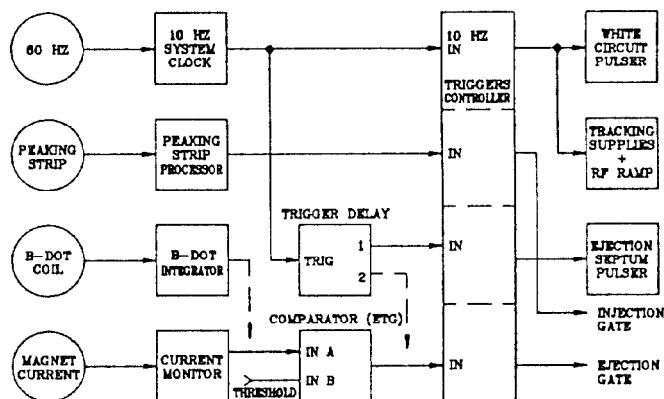 60 HZ
10 HZ
SYSTEM
CLOCK
10 HZ
IN
TRIGGERS
CONTROLLER
WHITE
CIRCUIT
PULSER
PEAKING
STRIP
PEAKING
STRIP
PROCESSOR
IN
TRACKING
SUPPLIES
+
RF RAMP
TRIGGER DELAY
TRIG
1
2
B-DOT
COIL
B-DOT
INTEGRATOR
IN
EJECTION
SEPTUM
PULSER
INJECTION
GATE
COMPARATOR (ETG)
MAGNET
CURRENT
CURRENT
MONITOR
IN A
IN B
THRESHOLD
IN
EJECTION
GATE